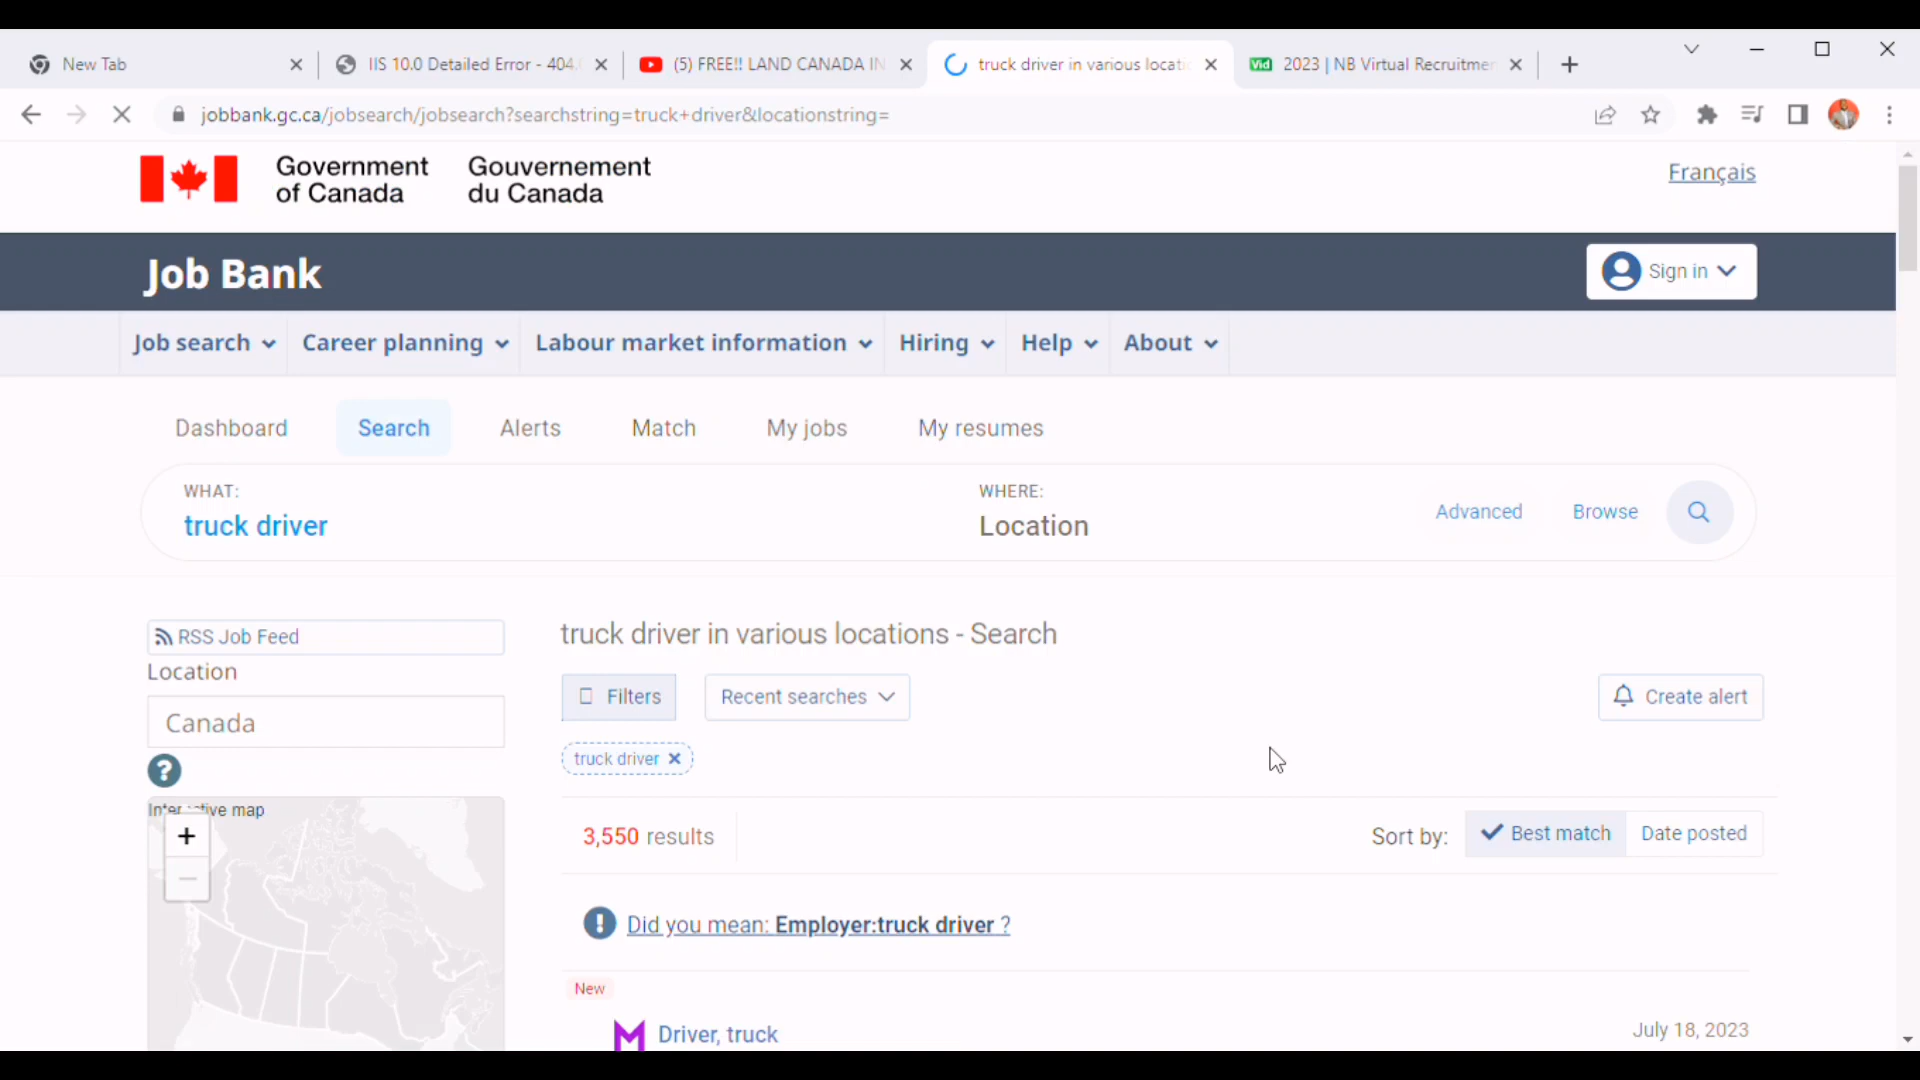 New Tab
IIS 10.0 Detailed Error - 404.
(5) FREE!! LAND CANADA IN
truck driver in various locati
Vid 2023 | NB Virtual Recruitmen
jobbank.gc.ca/jobsearch/jobsearch?searchstring=truck+driver&locationstring=
Government of Canada
Gouvernement du Canada
Français
Job Bank
Sign in
Job search
Career planning
Labour market information
Hiring
Help
About
Dashboard
Search
Alerts
Match
My jobs
My resumes
WHAT:
truck driver
WHERE:
Location
Advanced
Browse
RSS Job Feed
Location
Canada
?
Interactive map
+
−
truck driver in various locations - Search
Filters
Recent searches
Create alert
truck driver ×
3,550 results
Sort by:
Best match
Date posted
Did you mean: Employer:truck driver ?
New
Driver, truck
July 18, 2023